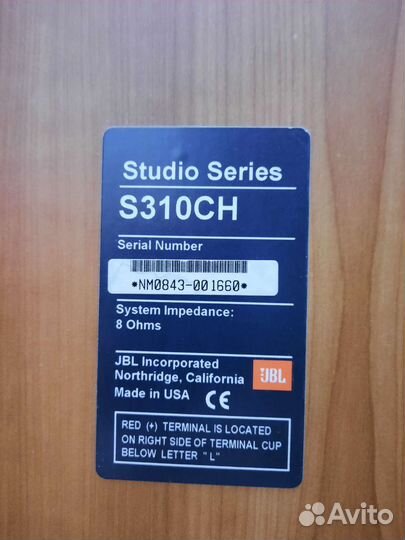 Studio Series
S310CH
Serial Number
*NM0843-001660*
System Impedance:
8 Ohms
JBL Incorporated
Northridge, California
Made in USA CE
JBL
RED (+) TERMINAL IS LOCATED
ON RIGHT SIDE OF TERMINAL CUP
BELOW LETTER "L"
Avito